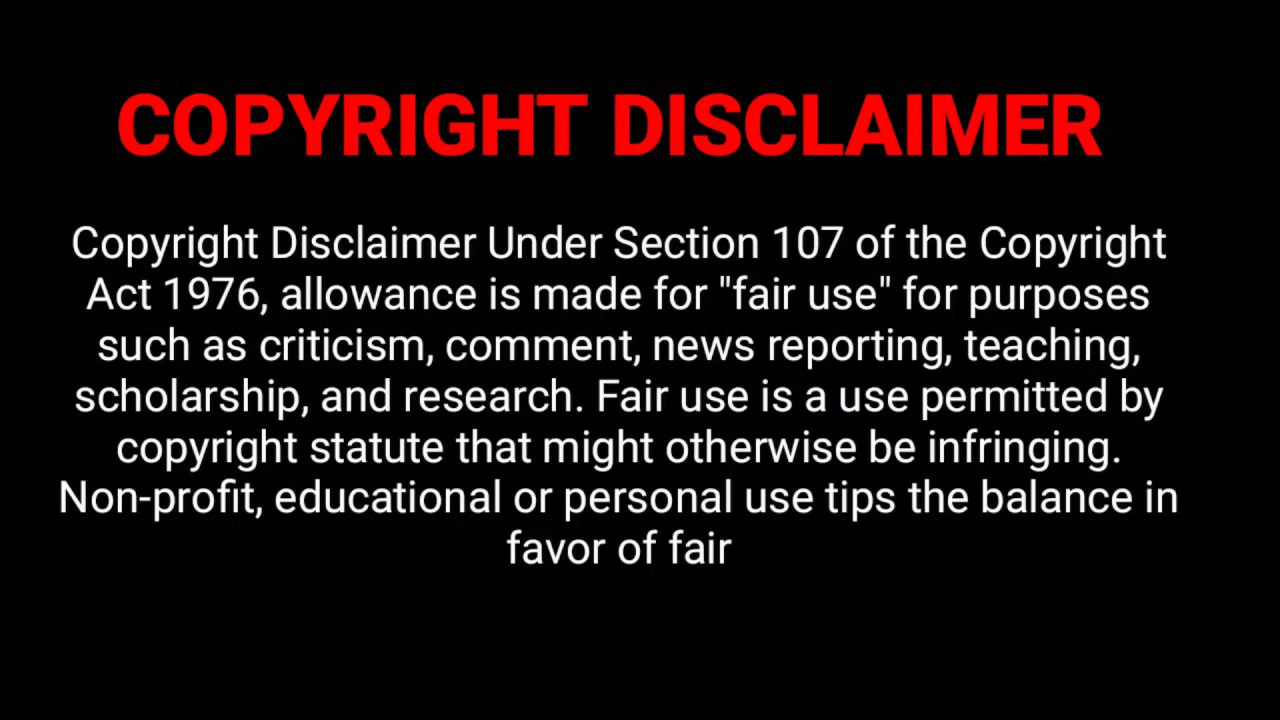 COPYRIGHT DISCLAIMER
Copyright Disclaimer Under Section 107 of the Copyright
Act 1976, allowance is made for "fair use" for purposes
such as criticism, comment, news reporting, teaching,
scholarship, and research. Fair use is a use permitted by
copyright statute that might otherwise be infringing.
Non-profit, educational or personal use tips the balance in
favor of fair